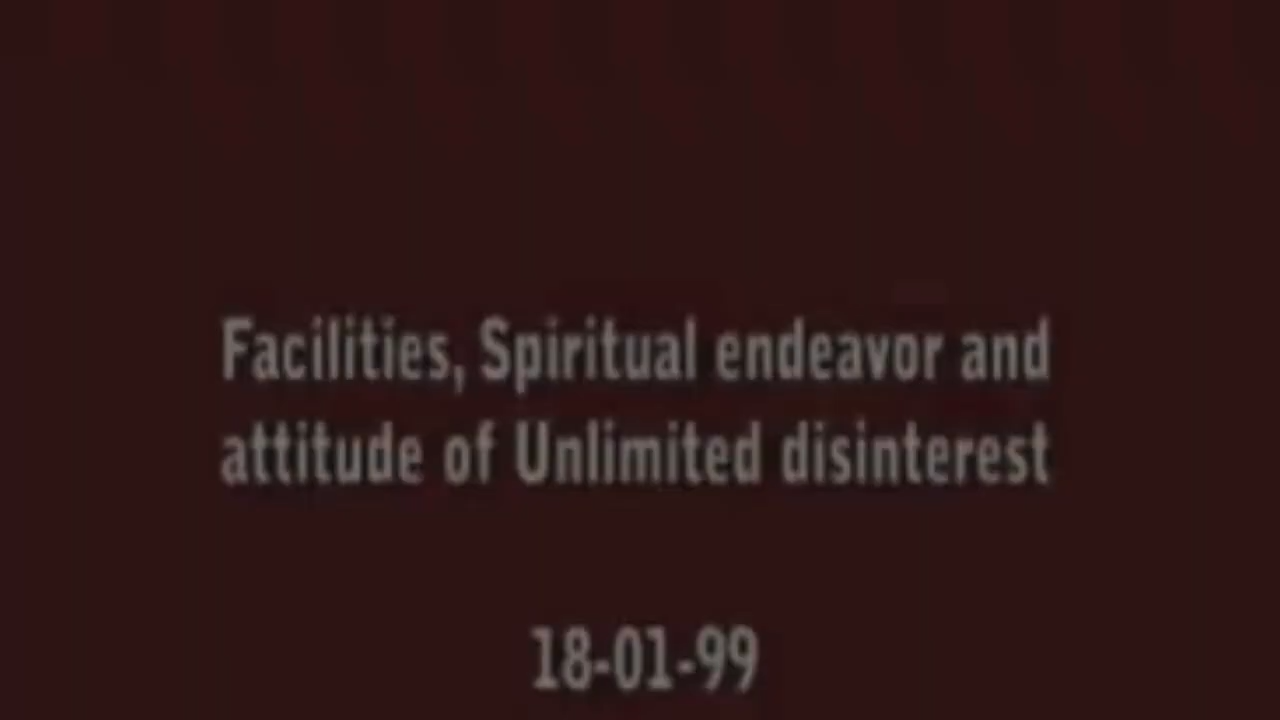 Facilities, Spiritual endeavor and
attitude of Unlimited disinterest
18-01-99